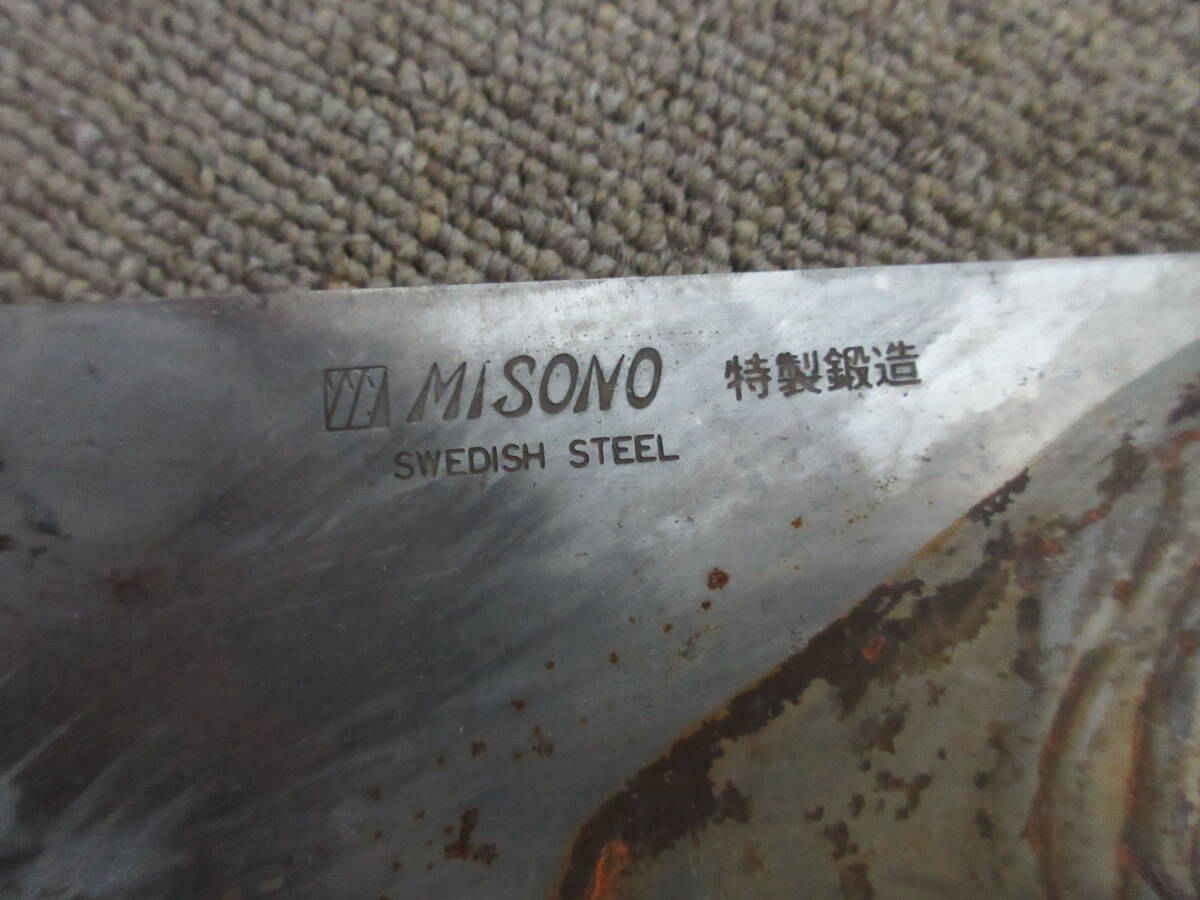 MISONO 特製鍛造
SWEDISH STEEL